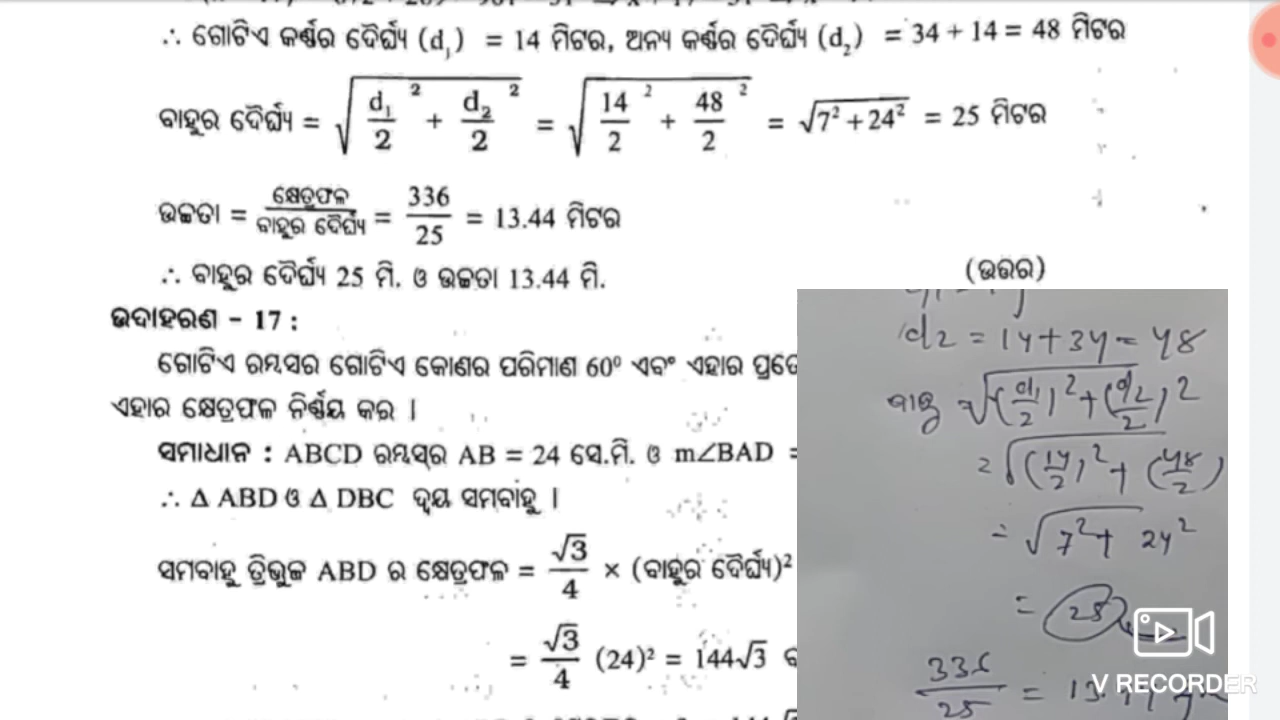 ∴ ଗୋଟିଏ କର୍ଣ୍ଣର ଦୈର୍ଘ୍ୟ (d₁) = 14 ମିଟର, ଅନ୍ୟ କର୍ଣ୍ଣର ଦୈର୍ଘ୍ୟ (d₂) = 34 + 14 = 48 ମିଟର
ବାହୁର ଦୈର୍ଘ୍ୟ = √(d₁/2 ² + d₂/2 ²) = √(14/2 ² + 48/2 ²) = √(7² + 24²) = 25 ମିଟର
ଉଚ୍ଚତା = କ୍ଷେତ୍ରଫଳ/ବାହୁର ଦୈର୍ଘ୍ୟ = 336/25 = 13.44 ମିଟର
∴ ବାହୁର ଦୈର୍ଘ୍ୟ 25 ମି. ଓ ଉଚ୍ଚତା 13.44 ମି. (ଉତ୍ତର)
ଉଦାହରଣ - 17 :
ଗୋଟିଏ ରମ୍ବସର ଗୋଟିଏ କୋଣର ପରିମାଣ 60⁰ ଏବଂ ଏହାର
ଏହାର କ୍ଷେତ୍ରଫଳ ନିର୍ଣ୍ଣୟ କର ।
ସମାଧାନ : ABCD ରମ୍ବସ୍‌ର AB = 24 ସେ.ମି. ଓ m∠BAD =
∴ Δ ABD ଓ Δ DBC ଦ୍ୱୟ ସମବାହୁ ।
ସମବାହୁ ତ୍ରିଭୁଜ ABD ର କ୍ଷେତ୍ରଫଳ = √3/4 × (ବାହୁର ଦୈର୍ଘ୍ୟ)²
= √3/4 (24)² = 144√3
d2 = 14+34 = 48
ବାହୁ = √(d₁/2)² + (d2/2)²
= √(14/2)² + (48/2)
= √7² + 24²
= 25
336/25 = 13.44
V RECORDER